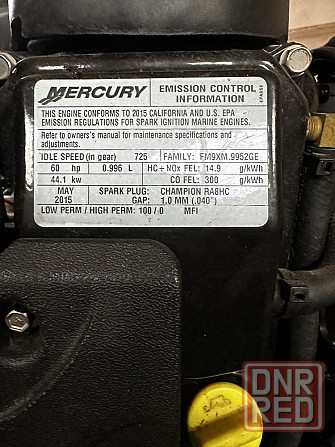 MERCURY
EMISSION CONTROL
INFORMATION
EPA/SE
THIS ENGINE CONFORMS TO 2015 CALIFORNIA AND U.S. EPA
EMISSION REGULATIONS FOR SPARK IGNITION MARINE ENGINES.
Refer to owner's manual for maintenance specifications and
adjustments.
IDLE SPEED (in gear) 725 FAMILY: FM9XM.9952GE
60 hp 0.996 L HC+NOx FEL: 14.9 g/kWh
44.1 kw CO FEL: 300 g/kWh
MAY SPARK PLUG: CHAMPION RA8HC
2015 GAP: 1.0 MM (.040")
LOW PERM / HIGH PERM: 100 / 0 MFI
DNR
RED